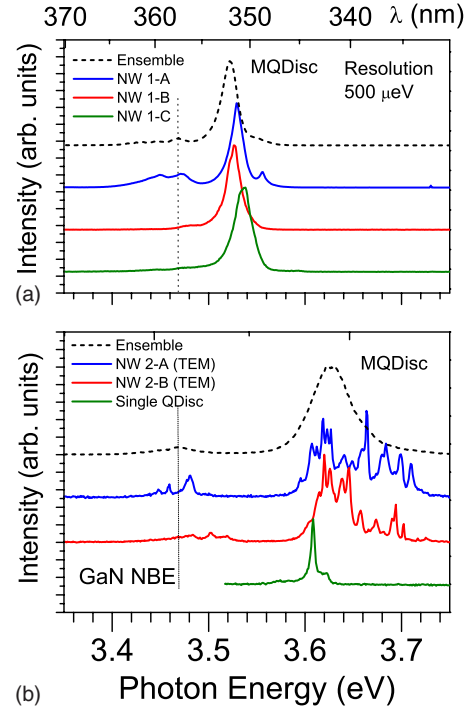 370 360 350 340 λ (nm)
Ensemble
NW 1-A
NW 1-B
NW 1-C
MQDisc
Resolution
500 µeV
Intensity (arb. units)
(a)
Ensemble
NW 2-A (TEM)
NW 2-B (TEM)
Single QDisc
MQDisc
Intensity (arb. units)
GaN NBE
3.4 3.5 3.6 3.7
(b)
Photon Energy (eV)